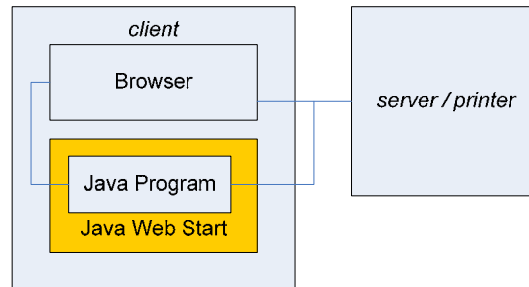 client
Browser
server / printer
Java Program
Java Web Start